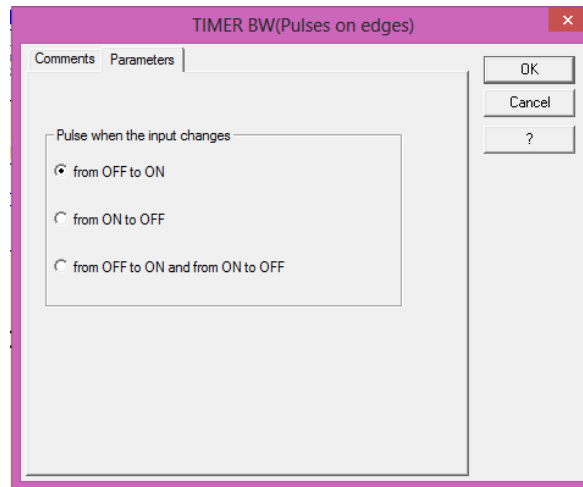 TIMER BW(Pulses on edges)
Comments Parameters
OK
Cancel
?
Pulse when the input changes
from OFF to ON
from ON to OFF
from OFF to ON and from ON to OFF